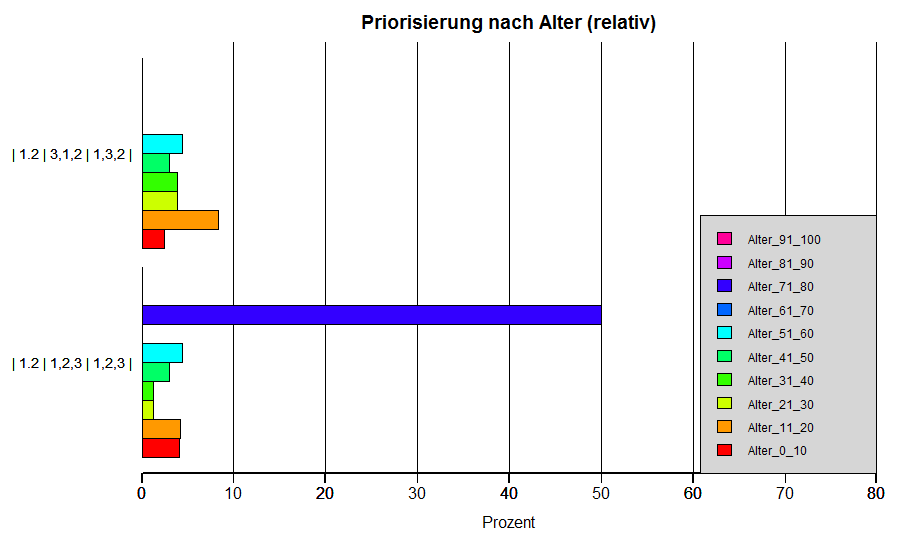 Priorisierung nach Alter (relativ)
| 1.2 | 3,1,2 | 1,3,2 |
| 1.2 | 1,2,3 | 1,2,3 |
Alter_91_100
Alter_81_90
Alter_71_80
Alter_61_70
Alter_51_60
Alter_41_50
Alter_31_40
Alter_21_30
Alter_11_20
Alter_0_10
0 10 20 30 40 50 60 70 80
Prozent